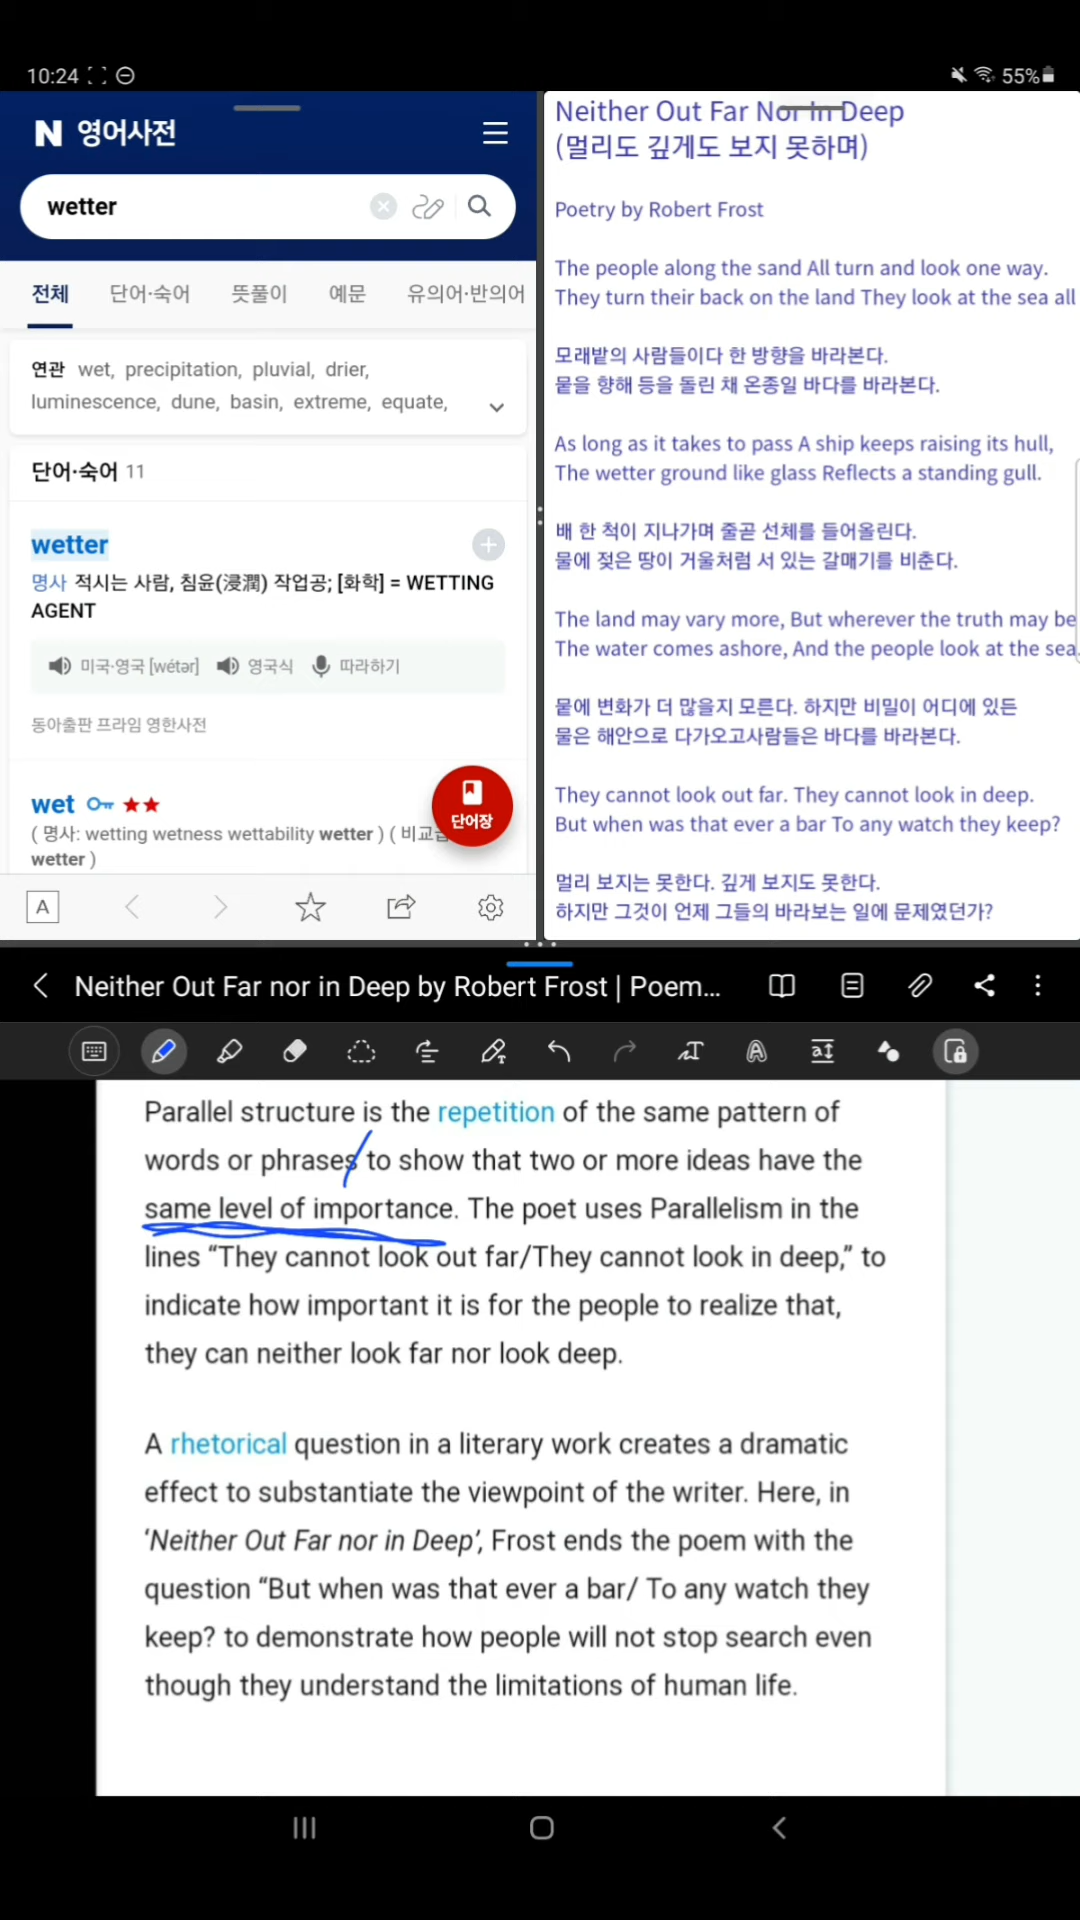 10:24
55%
N 영어사전
wetter
전체 단어·숙어 뜻풀이 예문 유의어·반의어
연관 wet, precipitation, pluvial, drier,
luminescence, dune, basin, extreme, equate,
단어·숙어 11
wetter
명사 적시는 사람, 침윤(浸潤) 작업공; [화학] = WETTING
AGENT
미국·영국 [wétər] 영국식 따라하기
동아출판 프라임 영한사전
wet ★★
( 명사: wetting wetness wettability wetter ) ( 비교급
wetter )
단어장
A
Neither Out Far Nor In Deep
(멀리도 깊게도 보지 못하며)
Poetry by Robert Frost
The people along the sand All turn and look one way.
They turn their back on the land They look at the sea all
모래밭의 사람들이다 한 방향을 바라본다.
뭍을 향해 등을 돌린 채 온종일 바다를 바라본다.
As long as it takes to pass A ship keeps raising its hull,
The wetter ground like glass Reflects a standing gull.
배 한 척이 지나가며 줄곧 선체를 들어올린다.
물에 젖은 땅이 거울처럼 서 있는 갈매기를 비춘다.
The land may vary more, But wherever the truth may be
The water comes ashore, And the people look at the sea.
뭍에 변화가 더 많을지 모른다. 하지만 비밀이 어디에 있든
물은 해안으로 다가오고사람들은 바다를 바라본다.
They cannot look out far. They cannot look in deep.
But when was that ever a bar To any watch they keep?
멀리 보지는 못한다. 깊게 보지도 못한다.
하지만 그것이 언제 그들의 바라보는 일에 문제였던가?
Neither Out Far nor in Deep by Robert Frost | Poem...
Parallel structure is the repetition of the same pattern of
words or phrases to show that two or more ideas have the
same level of importance. The poet uses Parallelism in the
lines “They cannot look out far/They cannot look in deep,” to
indicate how important it is for the people to realize that,
they can neither look far nor look deep.
A rhetorical question in a literary work creates a dramatic
effect to substantiate the viewpoint of the writer. Here, in
‘Neither Out Far nor in Deep’, Frost ends the poem with the
question “But when was that ever a bar/ To any watch they
keep? to demonstrate how people will not stop search even
though they understand the limitations of human life.